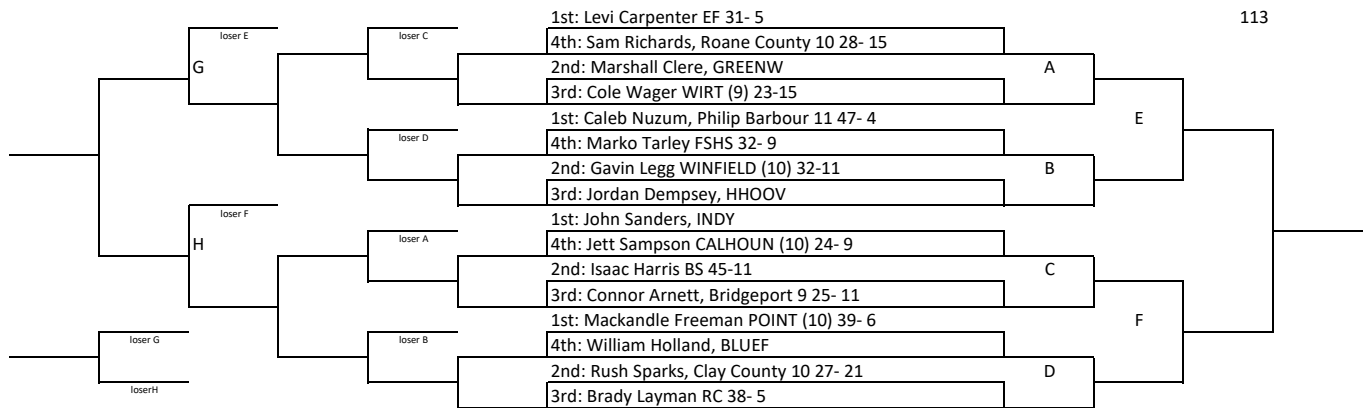 1st: Levi Carpenter EF 31- 5
113
loser E
loser C
4th: Sam Richards, Roane County 10 28- 15
G
2nd: Marshall Clere, GREENW
A
3rd: Cole Wager WIRT (9) 23-15
1st: Caleb Nuzum, Philip Barbour 11 47- 4
E
loser D
4th: Marko Tarley FSHS 32- 9
2nd: Gavin Legg WINFIELD (10) 32-11
B
3rd: Jordan Dempsey, HHOOV
loser F
1st: John Sanders, INDY
H
loser A
4th: Jett Sampson CALHOUN (10) 24- 9
2nd: Isaac Harris BS 45-11
C
3rd: Connor Arnett, Bridgeport 9 25- 11
1st: Mackandle Freeman POINT (10) 39- 6
F
loser G
loser B
4th: William Holland, BLUEF
2nd: Rush Sparks, Clay County 10 27- 21
D
loserH
3rd: Brady Layman RC 38- 5